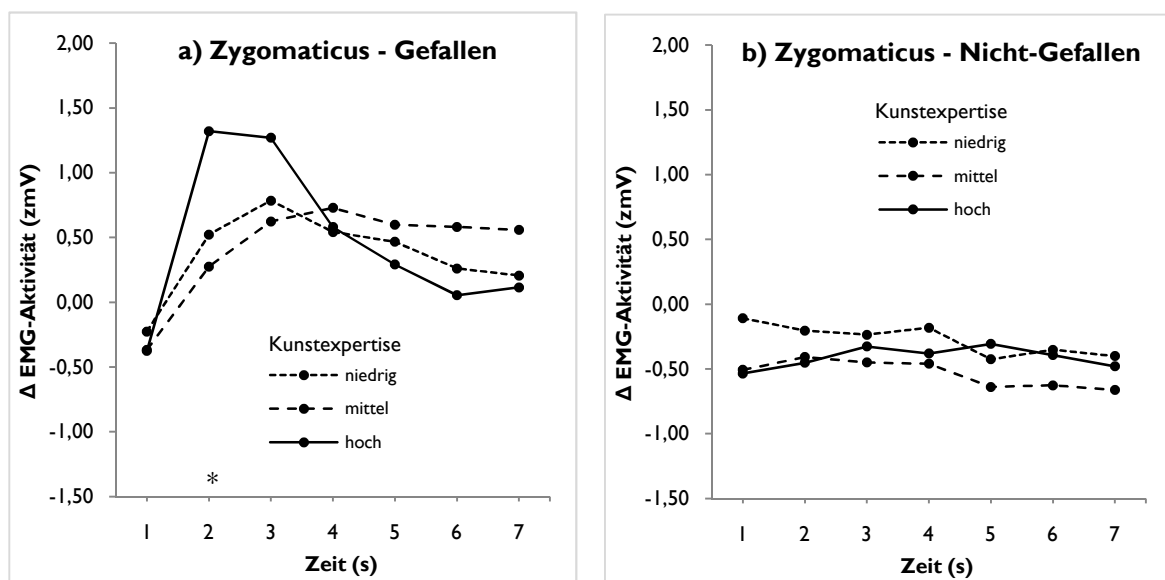 a) Zygomaticus - Gefallen
2,00
1,50
1,00
0,50
0,00
-0,50
-1,00
-1,50
Δ EMG-Aktivität (zmV)
Kunstexpertise
niedrig
mittel
hoch
*
1 2 3 4 5 6 7
Zeit (s)
b) Zygomaticus - Nicht-Gefallen
2,00
1,50
1,00
0,50
0,00
-0,50
-1,00
-1,50
Δ EMG-Aktivität (zmV)
Kunstexpertise
niedrig
mittel
hoch
1 2 3 4 5 6 7
Zeit (s)